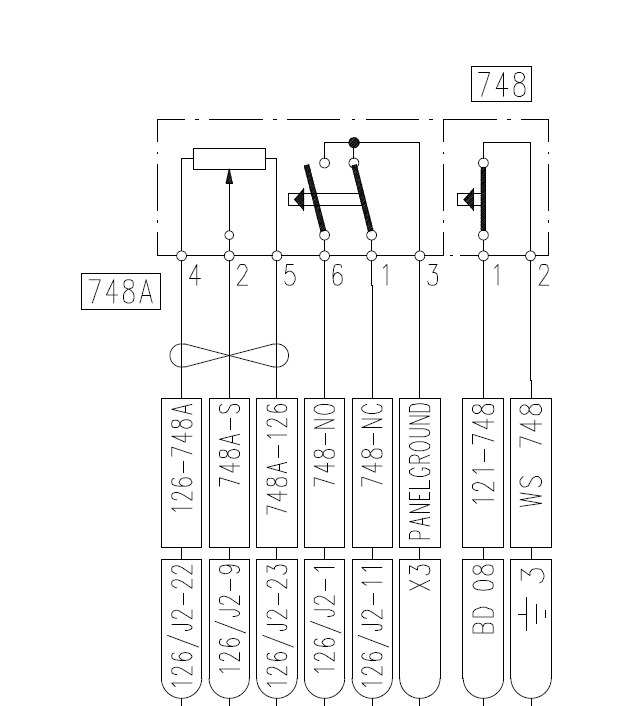 748
748A
4 2 5 6 1 3 1 2
126-748A
748A-S
748A-126
748-NO
748-NC
PANELGROUND
121-748
WS 748
126/J2-22
126/J2-9
126/J2-23
126/J2-1
126/J2-11
X3
BD 08
3